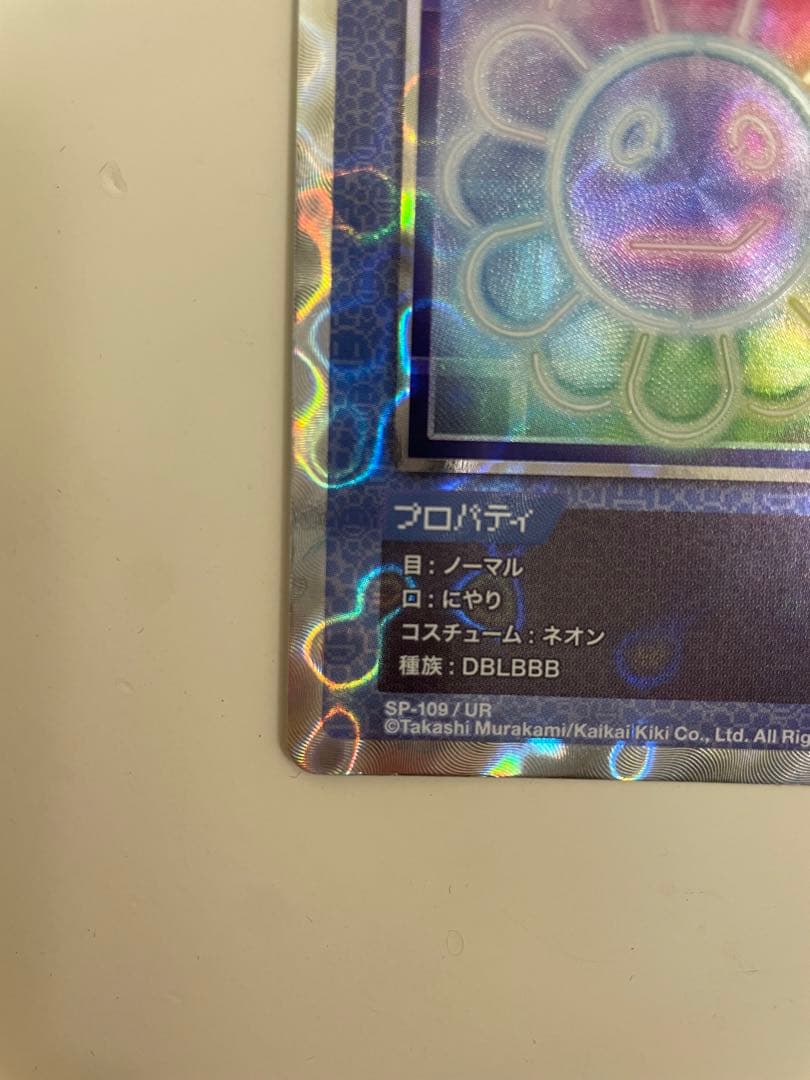 プロパティ
目 : ノーマル
口 : にやり
コスチューム : ネオン
種族 : DBLBBB
SP-109 / UR
©Takashi Murakami/Kaikai Kiki Co., Ltd. All Rig